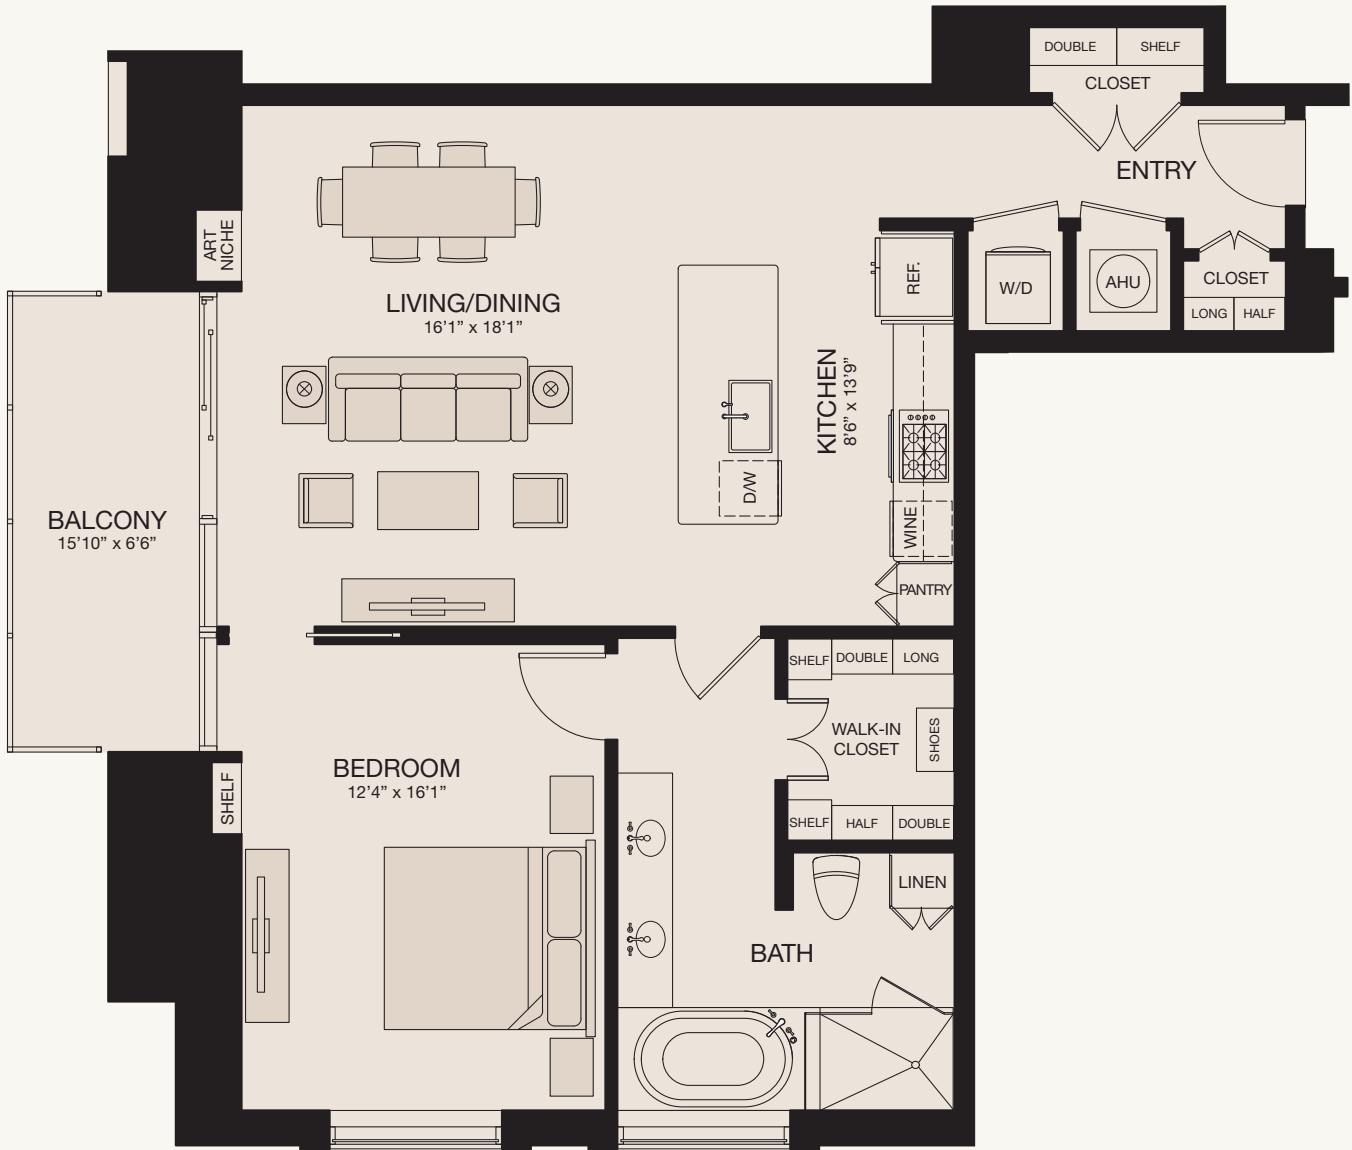 DOUBLE
SHELF
CLOSET
ENTRY
ART
NICHE
REF.
W/D
AHU
CLOSET
LONG
HALF
LIVING/DINING
16'1" x 18'1"
KITCHEN
8'6" x 13'9"
D/W
WINE
PANTRY
BALCONY
15'10" x 6'6"
SHELF
DOUBLE
LONG
WALK-IN
CLOSET
SHOES
SHELF
HALF
DOUBLE
BEDROOM
12'4" x 16'1"
SHELF
LINEN
BATH